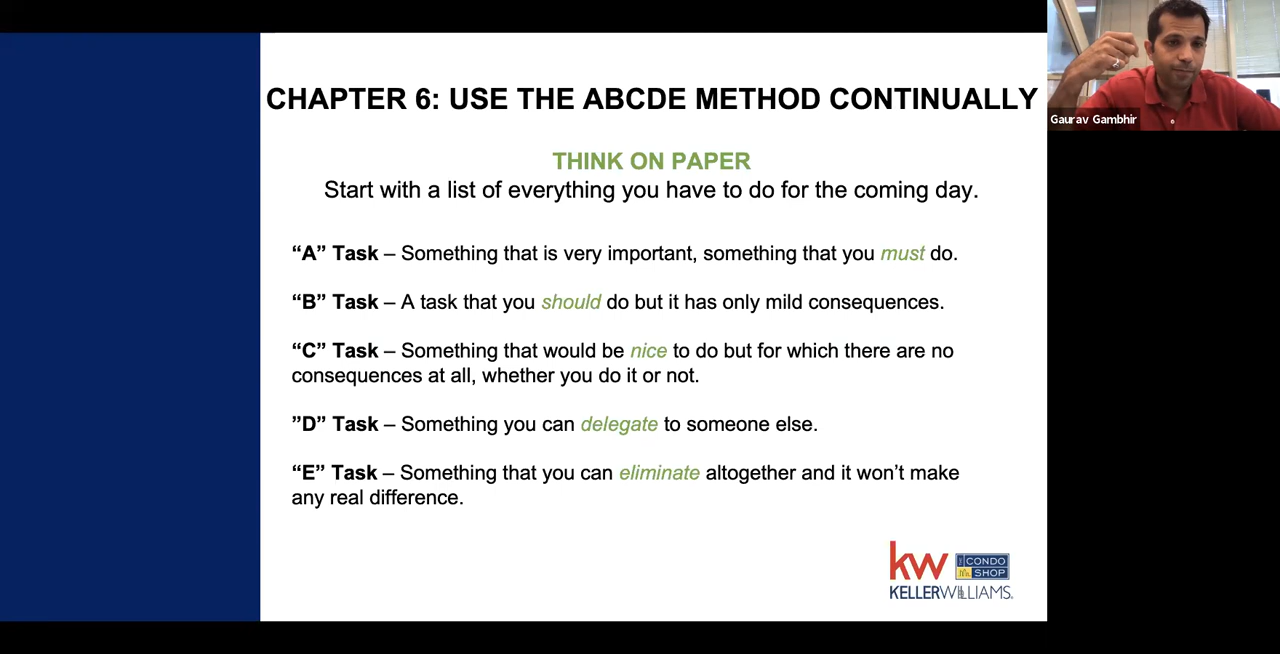 CHAPTER 6: USE THE ABCDE METHOD CONTINUALLY
THINK ON PAPER
Start with a list of everything you have to do for the coming day.
“A” Task – Something that is very important, something that you must do.
“B” Task – A task that you should do but it has only mild consequences.
“C” Task – Something that would be nice to do but for which there are no
consequences at all, whether you do it or not.
”D” Task – Something you can delegate to someone else.
“E” Task – Something that you can eliminate altogether and it won’t make
any real difference.
kw
CONDO
SHOP
KELLERWILLIAMS.
Gaurav Gambhir